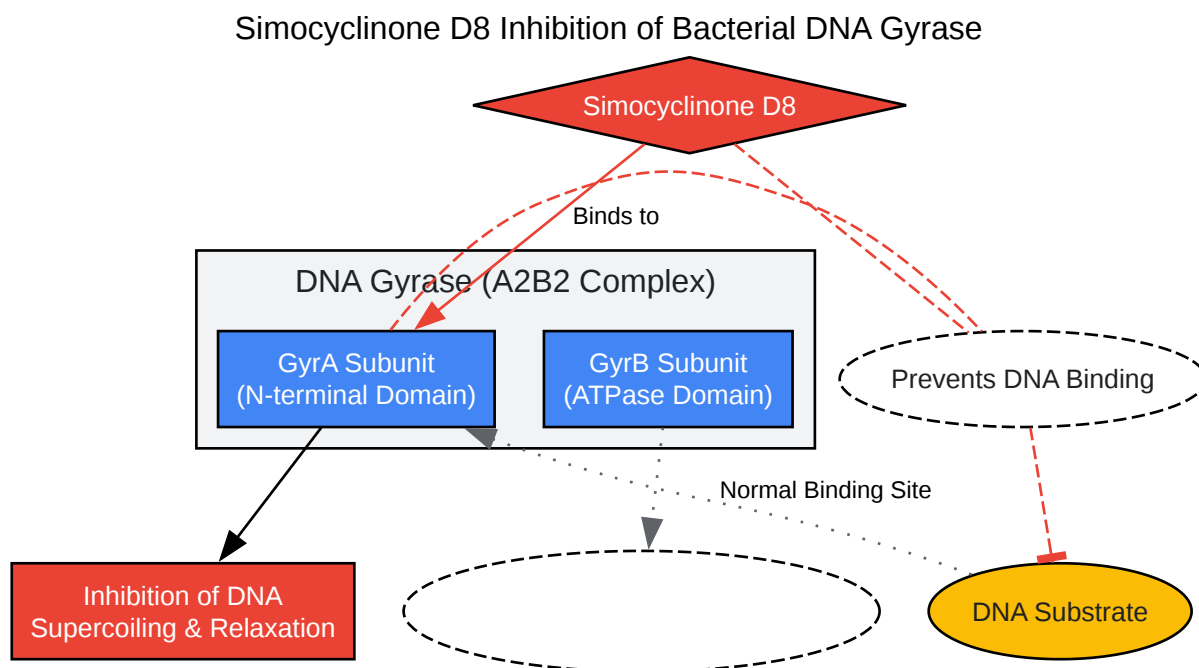 Simocyclinone D8 Inhibition of Bacterial DNA Gyrase
Simocyclinone D8
Binds to
DNA Gyrase (A2B2 Complex)
GyrA Subunit
(N-terminal Domain)
GyrB Subunit
(ATPase Domain)
Prevents DNA Binding
Normal Binding Site
Inhibition of DNA
Supercoiling & Relaxation
DNA Substrate